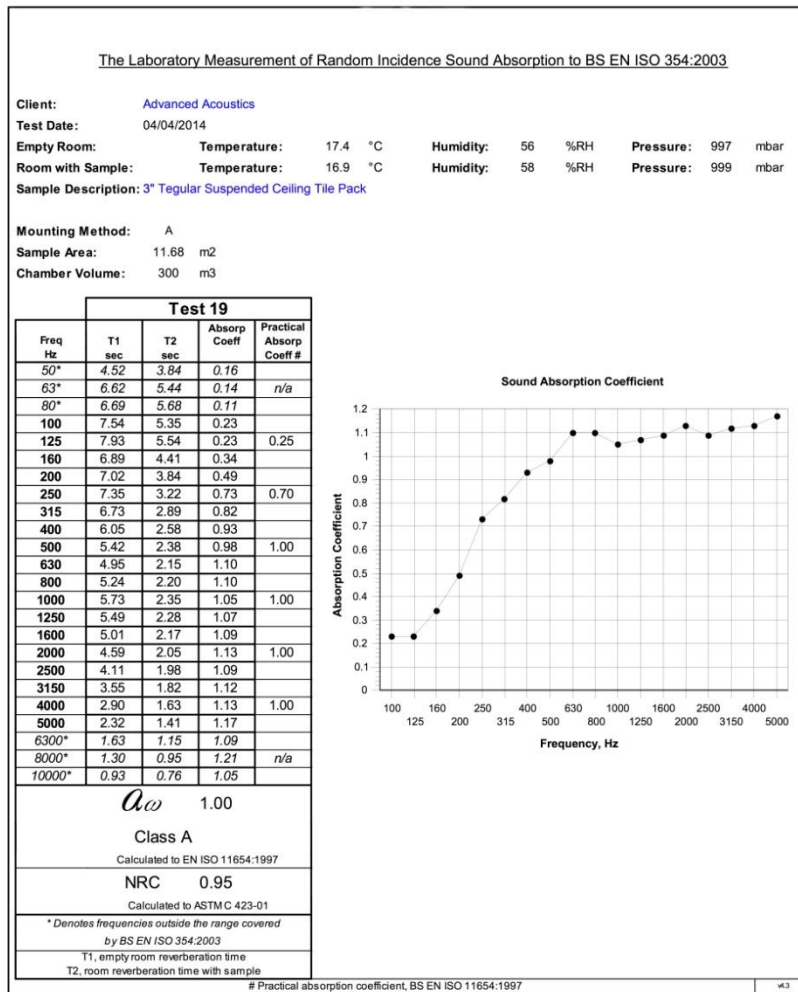 The Laboratory Measurement of Random Incidence Sound Absorption to BS EN ISO 354:2003
Client: Advanced Acoustics
Test Date: 04/04/2014
Empty Room: Temperature: 17.4 °C Humidity: 56 %RH Pressure: 997 mbar
Room with Sample: Temperature: 16.9 °C Humidity: 58 %RH Pressure: 999 mbar
Sample Description: 3" Tegular Suspended Ceiling Tile Pack
Mounting Method: A
Sample Area: 11.68 m2
Chamber Volume: 300 m3
Test 19
Freq Hz T1 sec T2 sec Absorp Coeff Practical Absorp Coeff #
50* 4.52 3.84 0.16
63* 6.62 5.44 0.14 n/a
80* 6.69 5.68 0.11
100 7.54 5.35 0.23
125 7.93 5.54 0.23 0.25
160 6.89 4.41 0.34
200 7.02 3.84 0.49
250 7.35 3.22 0.73 0.70
315 6.73 2.89 0.82
400 6.05 2.58 0.93
500 5.42 2.38 0.98 1.00
630 4.95 2.15 1.10
800 5.24 2.20 1.10
1000 5.73 2.35 1.05 1.00
1250 5.49 2.28 1.07
1600 5.01 2.17 1.09
2000 4.59 2.05 1.13 1.00
2500 4.11 1.98 1.09
3150 3.55 1.82 1.12
4000 2.90 1.63 1.13 1.00
5000 2.32 1.41 1.17
6300* 1.63 1.15 1.09
8000* 1.30 0.95 1.21 n/a
10000* 0.93 0.76 1.05
αω 1.00
Class A
Calculated to EN ISO 11654:1997
NRC 0.95
Calculated to ASTM C 423-01
* Denotes frequencies outside the range covered
by BS EN ISO 354:2003
T1, empty room reverberation time
T2, room reverberation time with sample
Sound Absorption Coefficient
Absorption Coefficient
1.2
1.1
1
0.9
0.8
0.7
0.6
0.5
0.4
0.3
0.2
0.1
0
100 160 250 400 630 1000 1600 2500 4000
125 200 315 500 800 1250 2000 3150 5000
Frequency, Hz
# Practical absorption coefficient, BS EN ISO 11654:1997
v4.3